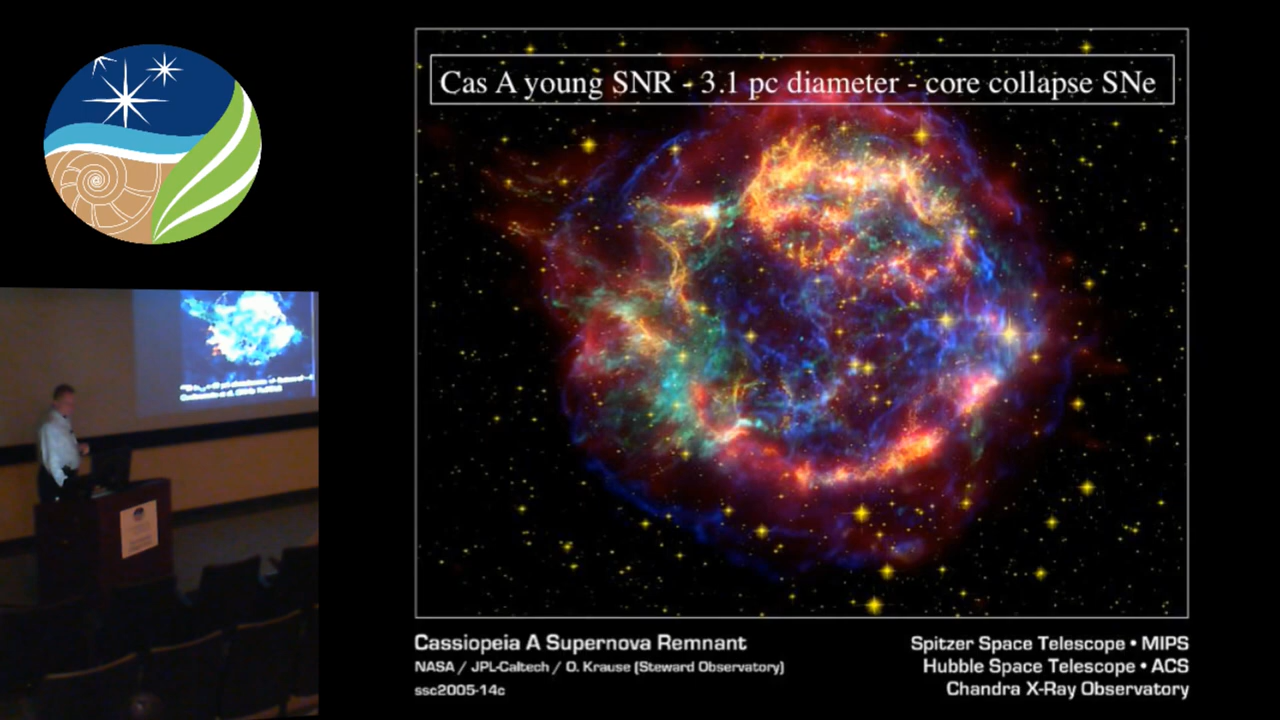 Cas A young SNR - 3.1 pc diameter - core collapse SNe
Cassiopeia A Supernova Remnant
NASA / JPL-Caltech / O. Krause (Steward Observatory)
ssc2005-14c
Spitzer Space Telescope • MIPS
Hubble Space Telescope • ACS
Chandra X-Ray Observatory